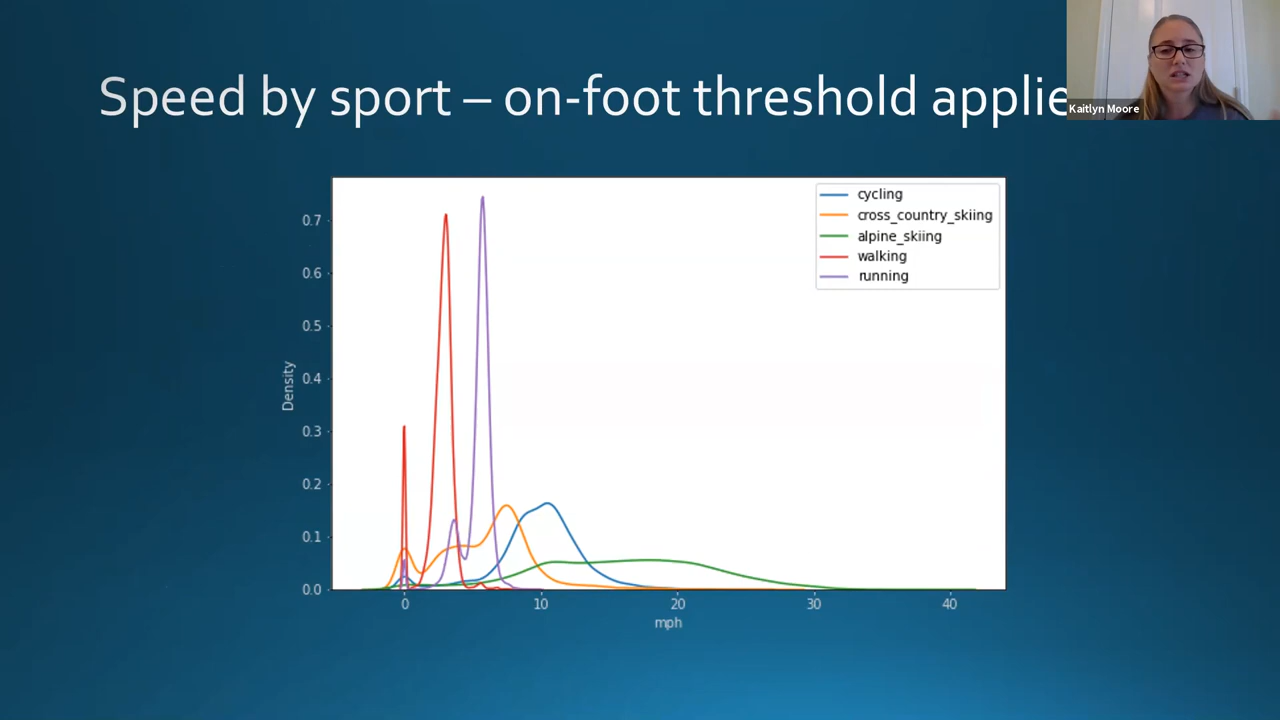 Speed by sport – on-foot threshold applie
Kaitlyn Moore
cycling
cross_country_skiing
alpine_skiing
walking
running
0.7
0.6
0.5
0.4
0.3
0.2
0.1
0.0
Density
0 10 20 30 40
mph